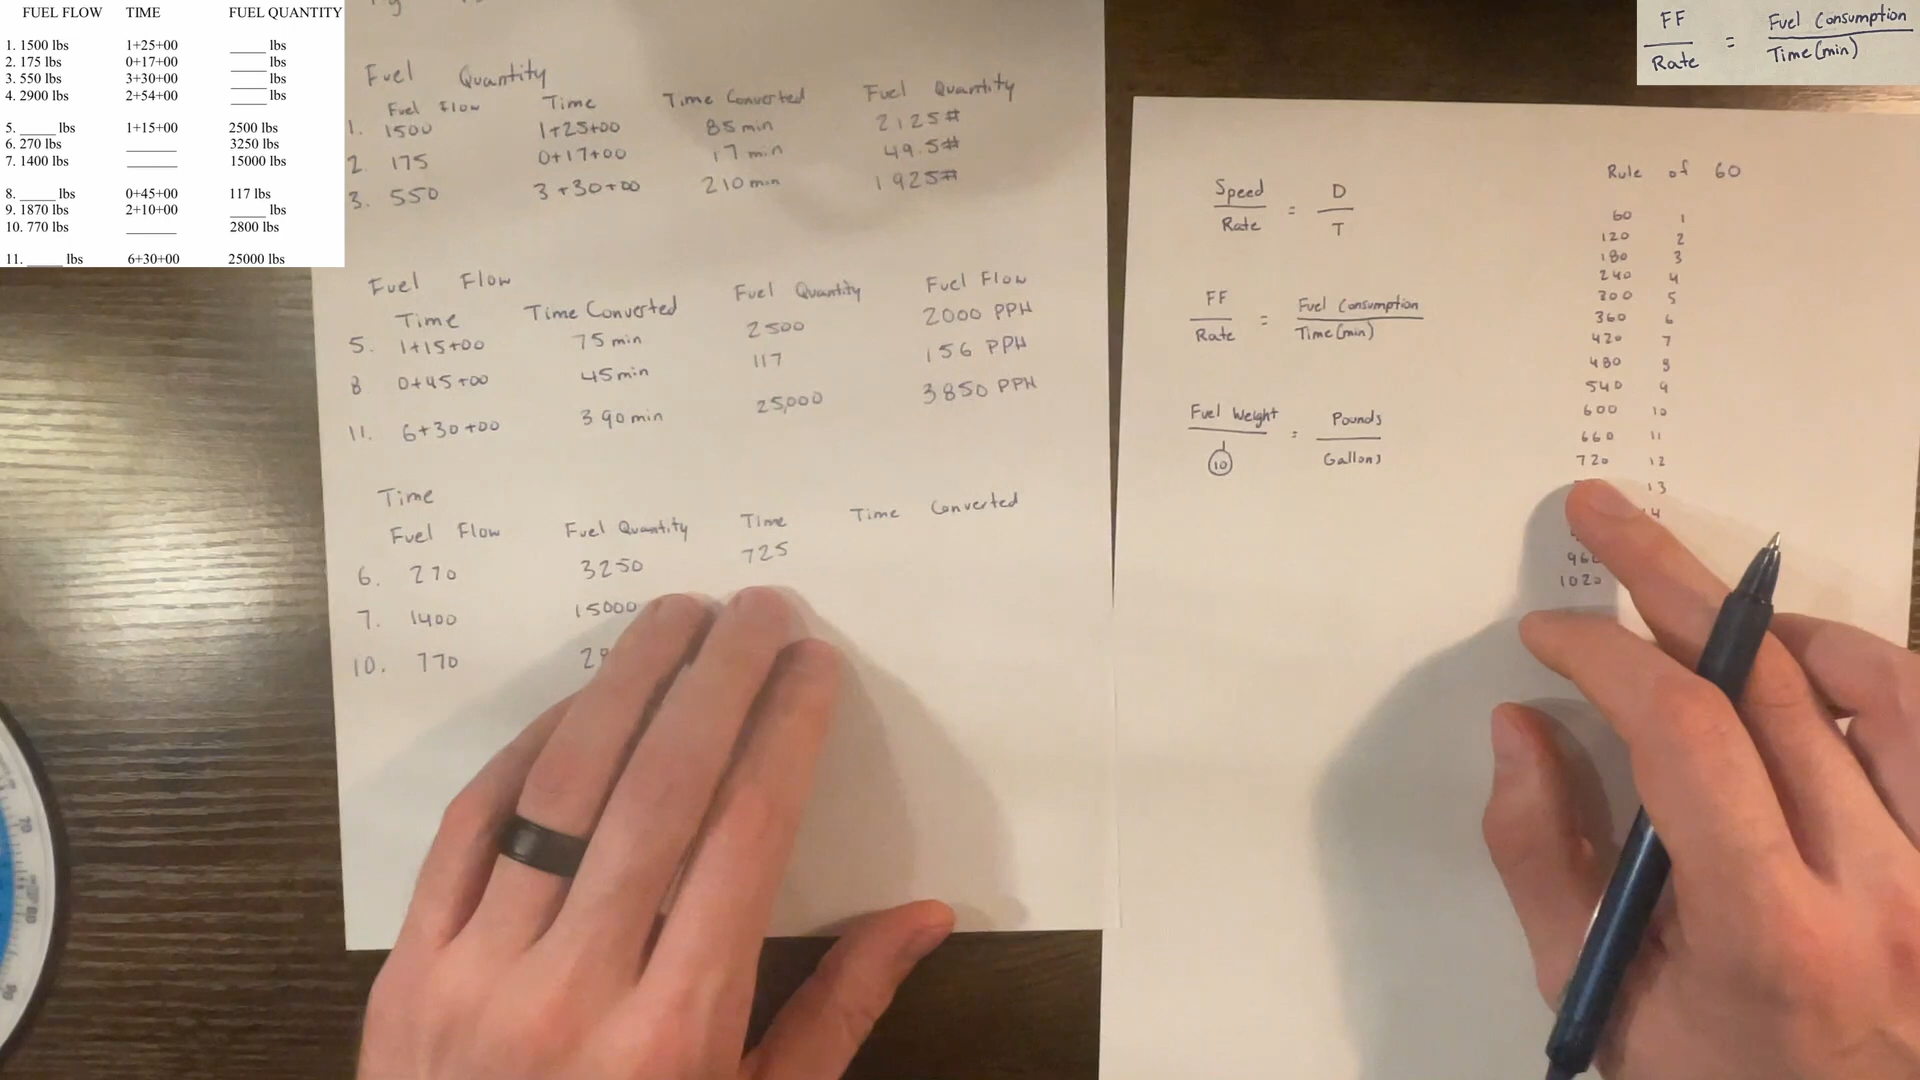 FUEL FLOW TIME FUEL QUANTITY
1. 1500 lbs 1+25+00 _____ lbs
2. 175 lbs 0+17+00 _____ lbs
3. 550 lbs 3+30+00 _____ lbs
4. 2900 lbs 2+54+00 _____ lbs
5. _____ lbs 1+15+00 2500 lbs
6. 270 lbs _______ 3250 lbs
7. 1400 lbs _______ 15000 lbs
8. _____ lbs 0+45+00 117 lbs
9. 1870 lbs 2+10+00 _____ lbs
10. 770 lbs _______ 2800 lbs
11. _____ lbs 6+30+00 25000 lbs
Fuel Quantity
Fuel Flow Time Time Converted Fuel Quantity
1. 1500 1+25+00 85 min 2125#
2. 175 0+17+00 17 min 49.5#
3. 550 3+30+00 210 min 1925#
Fuel Flow
Time Time Converted Fuel Quantity Fuel Flow
5. 1+15+00 75 min 2500 2000 PPH
8 0+45+00 45 min 117 156 PPH
11. 6+30+00 390 min 25,000 3850 PPH
Time
Fuel Flow Fuel Quantity Time Time Converted
6. 270 3250 725
7. 1400 15000
10. 770
FF / Rate = Fuel Consumption / Time (min)
Rule of 60
Speed / Rate = D / T
FF / Rate = Fuel Consumption / Time (min)
Fuel Weight / 10 = Pounds / Gallons
60 1
120 2
180 3
240 4
300 5
360 6
420 7
480 8
540 9
600 10
660 11
720 12
13
960
1020
70
80
90